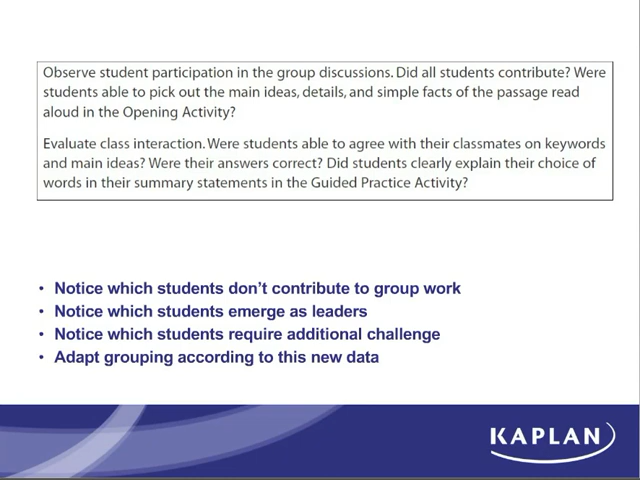 Observe student participation in the group discussions. Did all students contribute? Were
students able to pick out the main ideas, details, and simple facts of the passage read
aloud in the Opening Activity?
Evaluate class interaction. Were students able to agree with their classmates on keywords
and main ideas? Were their answers correct? Did students clearly explain their choice of
words in their summary statements in the Guided Practice Activity?
• Notice which students don't contribute to group work
• Notice which students emerge as leaders
• Notice which students require additional challenge
• Adapt grouping according to this new data
KAPLAN